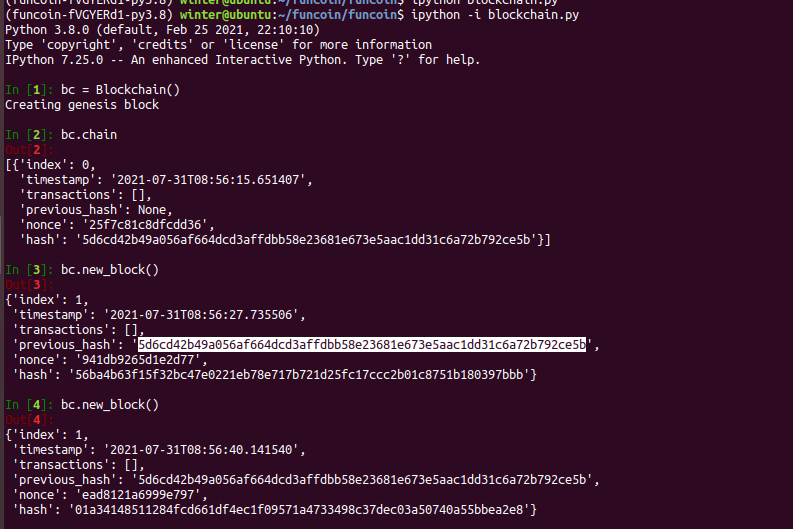 (funcoin-fVGYERd1-py3.8) winter@ubuntu:~/funcoin/funcoin$ ipython blockchain.py
(funcoin-fVGYERd1-py3.8) winter@ubuntu:~/funcoin/funcoin$ ipython -i blockchain.py
Python 3.8.0 (default, Feb 25 2021, 22:10:10)
Type 'copyright', 'credits' or 'license' for more information
IPython 7.25.0 -- An enhanced Interactive Python. Type '?' for help.
In [1]: bc = Blockchain()
Creating genesis block
In [2]: bc.chain
Out[2]:
[{'index': 0,
'timestamp': '2021-07-31T08:56:15.651407',
'transactions': [],
'previous_hash': None,
'nonce': '25f7c81c8dfcdd36',
'hash': '5d6cd42b49a056af664dcd3affdbb58e23681e673e5aac1dd31c6a72b792ce5b'}]
In [3]: bc.new_block()
Out[3]:
{'index': 1,
'timestamp': '2021-07-31T08:56:27.735506',
'transactions': [],
'previous_hash': '5d6cd42b49a056af664dcd3affdbb58e23681e673e5aac1dd31c6a72b792ce5b',
'nonce': '941db9265d1e2d77',
'hash': '56ba4b63f15f32bc47e0221eb78e717b721d25fc17ccc2b01c8751b180397bbb'}
In [4]: bc.new_block()
Out[4]:
{'index': 1,
'timestamp': '2021-07-31T08:56:40.141540',
'transactions': [],
'previous_hash': '5d6cd42b49a056af664dcd3affdbb58e23681e673e5aac1dd31c6a72b792ce5b',
'nonce': 'ead8121a6999e797',
'hash': '01a34148511284fcd661df4ec1f09571a4733498c37dec03a50740a55bbea2e8'}